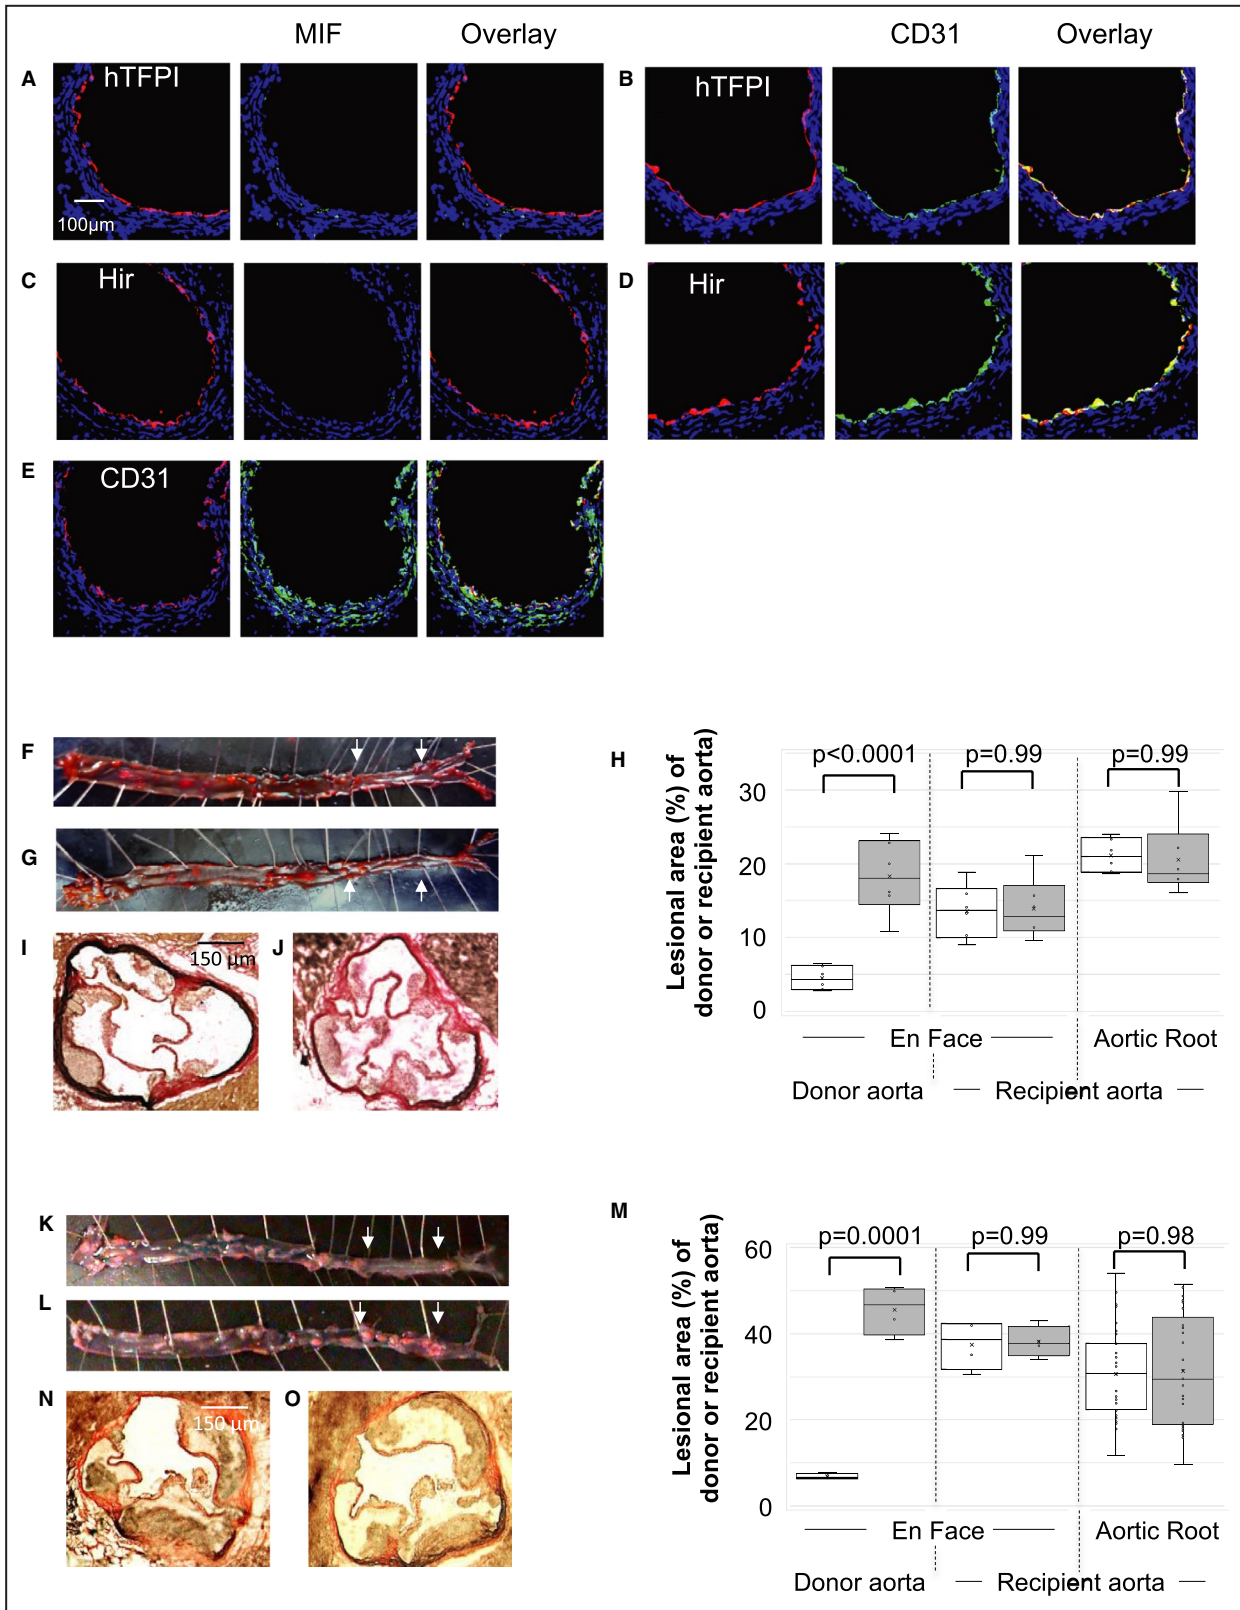 MIF Overlay CD31 Overlay
A hTFPI B hTFPI
100µm
C Hir D Hir
E CD31
F
G
H
Lesional area (%) of
donor or recipient aorta)
p<0.0001 p=0.99 p=0.99
30
20
10
0
En Face Aortic Root
Donor aorta Recipient aorta
I 150 µm J
K
L
M
Lesional area (%) of
donor or recipient aorta)
p=0.0001 p=0.99 p=0.98
60
40
20
0
En Face Aortic Root
Donor aorta Recipient aorta
N 150 µm O